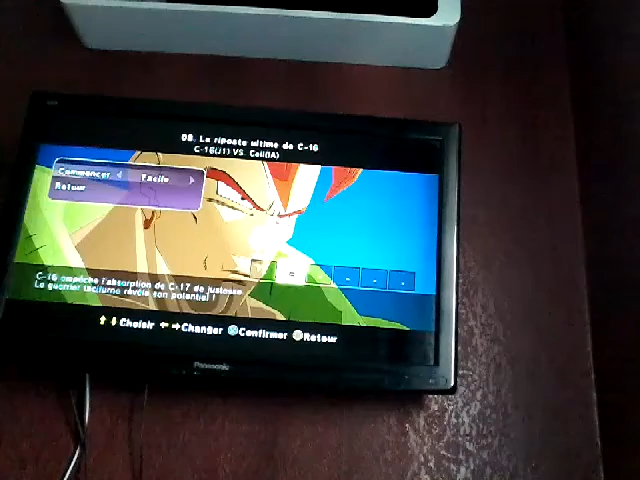 08. La riposte ultime de C-16
C-16(J1) VS. Cell(IA)
Commencer Facile
Retour
C-16 empêche l'absorption de C-17 de justesse.
Le guerrier taciturne révèle son potentiel !
Choisir Changer Confirmer Retour
Panasonic